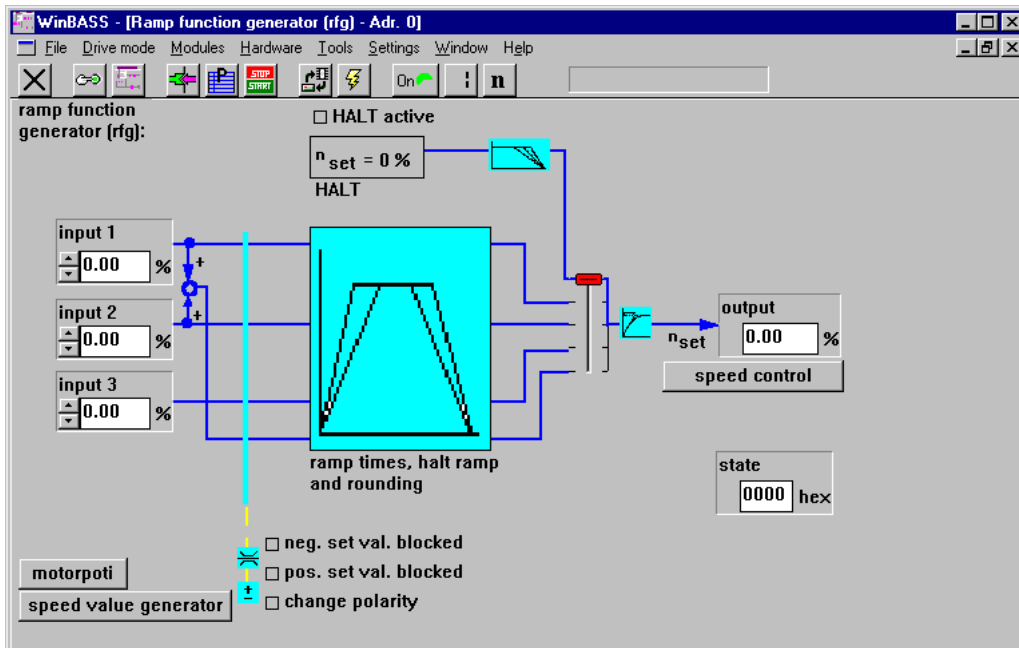 WinBASS - [Ramp function generator (rfg) - Adr. 0]
File Drive mode Modules Hardware Tools Settings Window Help
P STOP START On n
ramp function
generator (rfg):
HALT active
n set = 0 %
HALT
input 1
0.00 %
+
+
input 2
0.00 %
input 3
0.00 %
ramp times, halt ramp
and rounding
n set
output
0.00 %
speed control
state
0000 hex
neg. set val. blocked
pos. set val. blocked
± change polarity
motorpoti
speed value generator